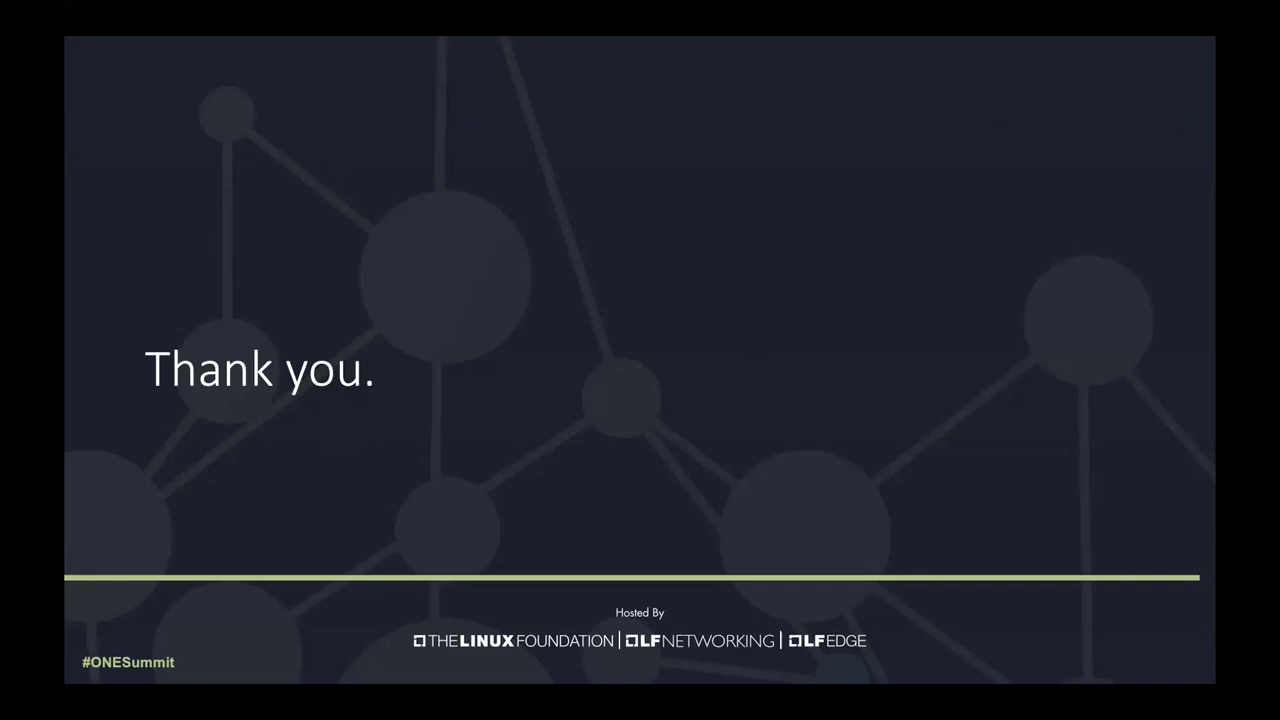 Thank you.
Hosted By
THE LINUX FOUNDATION | LF NETWORKING | LF EDGE
#ONESummit